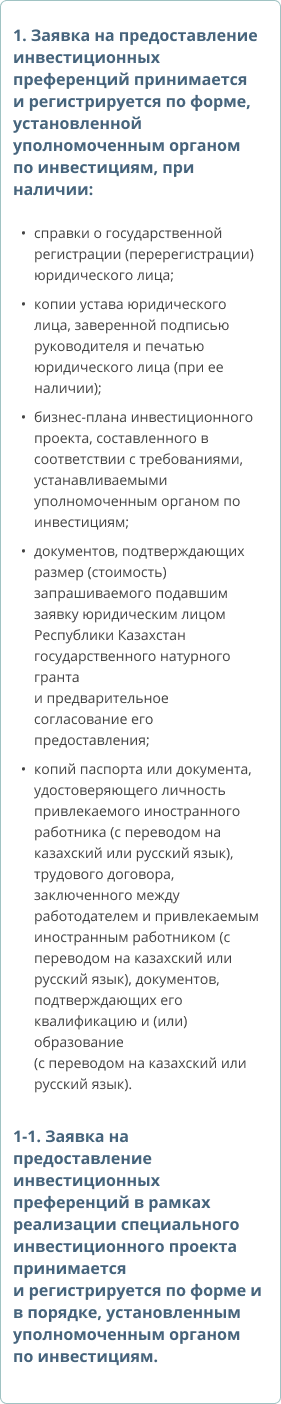 1. Заявка на предоставление
инвестиционных
преференций принимается
и регистрируется по форме,
установленной
уполномоченным органом
по инвестициям, при
наличии:
• справки о государственной
регистрации (перерегистрации)
юридического лица;
• копии устава юридического
лица, заверенной подписью
руководителя и печатью
юридического лица (при ее
наличии);
• бизнес-плана инвестиционного
проекта, составленного в
соответствии с требованиями,
устанавливаемыми
уполномоченным органом по
инвестициям;
• документов, подтверждающих
размер (стоимость)
запрашиваемого подавшим
заявку юридическим лицом
Республики Казахстан
государственного натурного
гранта
и предварительное
согласование его
предоставления;
• копий паспорта или документа,
удостоверяющего личность
привлекаемого иностранного
работника (с переводом на
казахский или русский язык),
трудового договора,
заключенного между
работодателем и привлекаемым
иностранным работником (с
переводом на казахский или
русский язык), документов,
подтверждающих его
квалификацию и (или)
образование
(с переводом на казахский или
русский язык).
1-1. Заявка на
предоставление
инвестиционных
преференций в рамках
реализации специального
инвестиционного проекта
принимается
и регистрируется по форме и
в порядке, установленным
уполномоченным органом
по инвестициям.